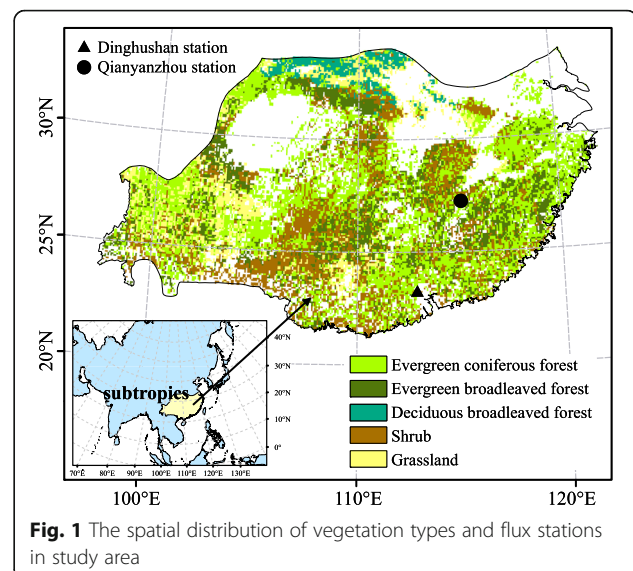 Dinghushan station
Qianyanzhou station
30°N
25°N
20°N
40°N
30°N
20°N
10°N
0°
subtropics
70°E 80°E 90°E 100°E 110°E 120°E 130°E
Evergreen coniferous forest
Evergreen broadleaved forest
Deciduous broadleaved forest
Shrub
Grassland
100°E 110°E 120°E
Fig. 1 The spatial distribution of vegetation types and flux stations
in study area